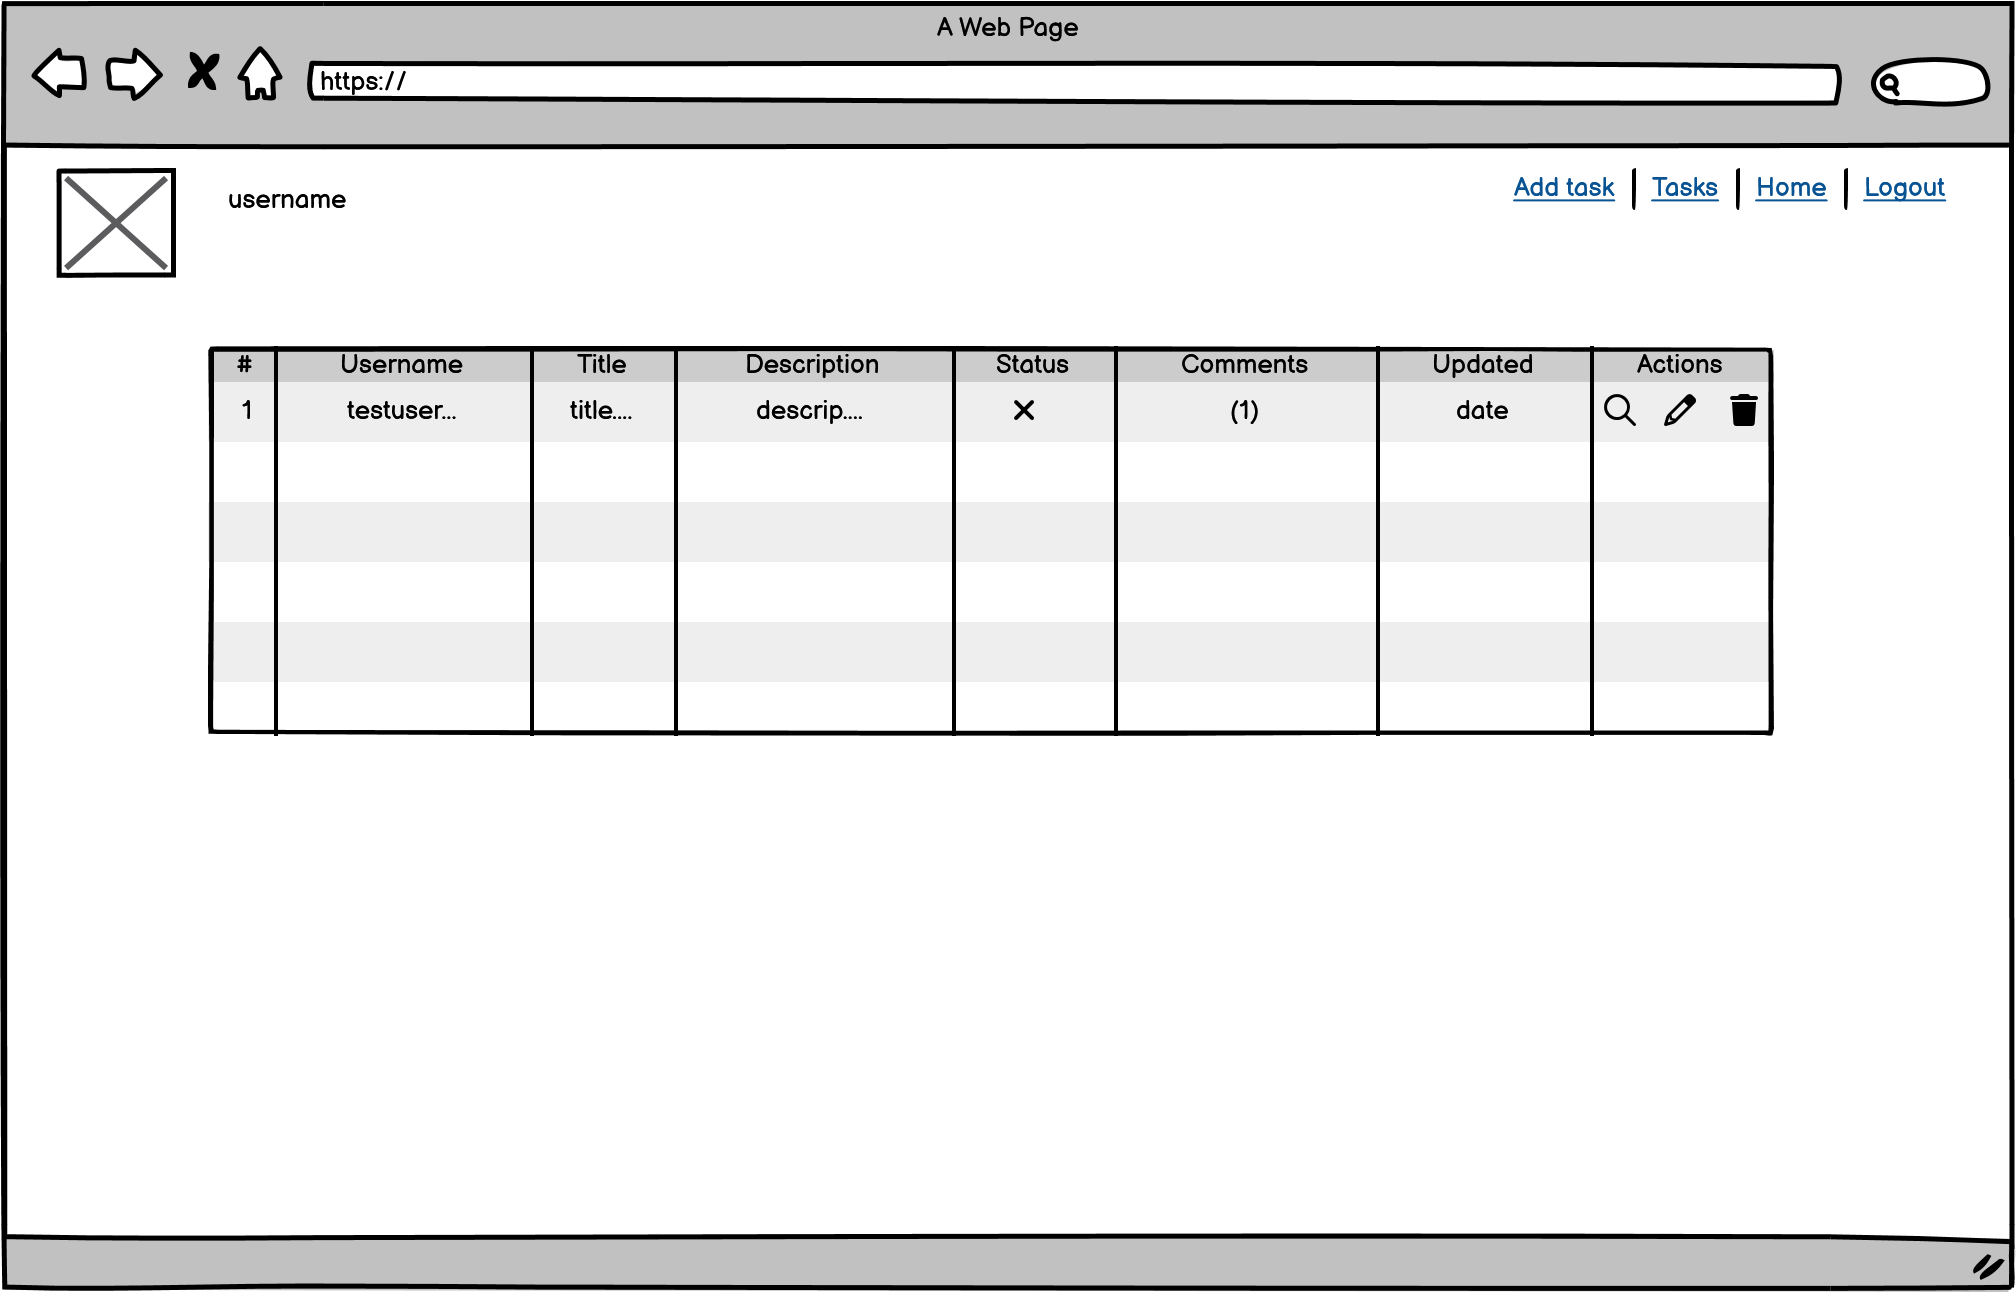 A Web Page
https://
username
Add task Tasks Home Logout
# Username Title Description Status Comments Updated Actions
1 testuser... title.... descrip.... (1) date